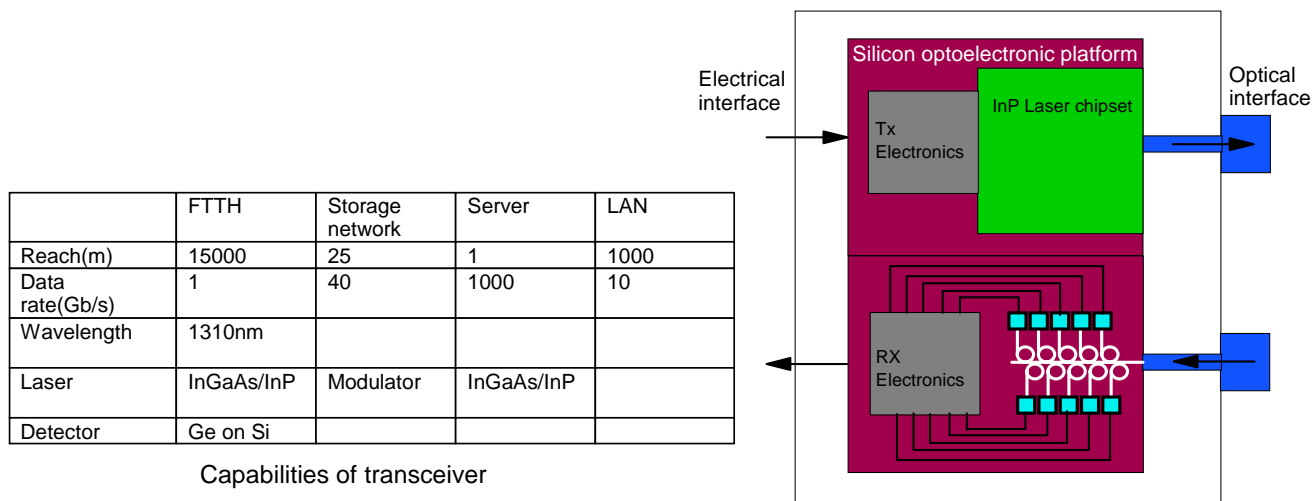 Silicon optoelectronic platform
Electrical
interface
Optical
interface
InP Laser chipset
Tx
Electronics
FTTH Storage network Server LAN
Reach(m) 15000 25 1 1000
Data rate(Gb/s) 1 40 1000 10
Wavelength 1310nm
Laser InGaAs/InP Modulator InGaAs/InP
Detector Ge on Si
RX
Electronics
Capabilities of transceiver